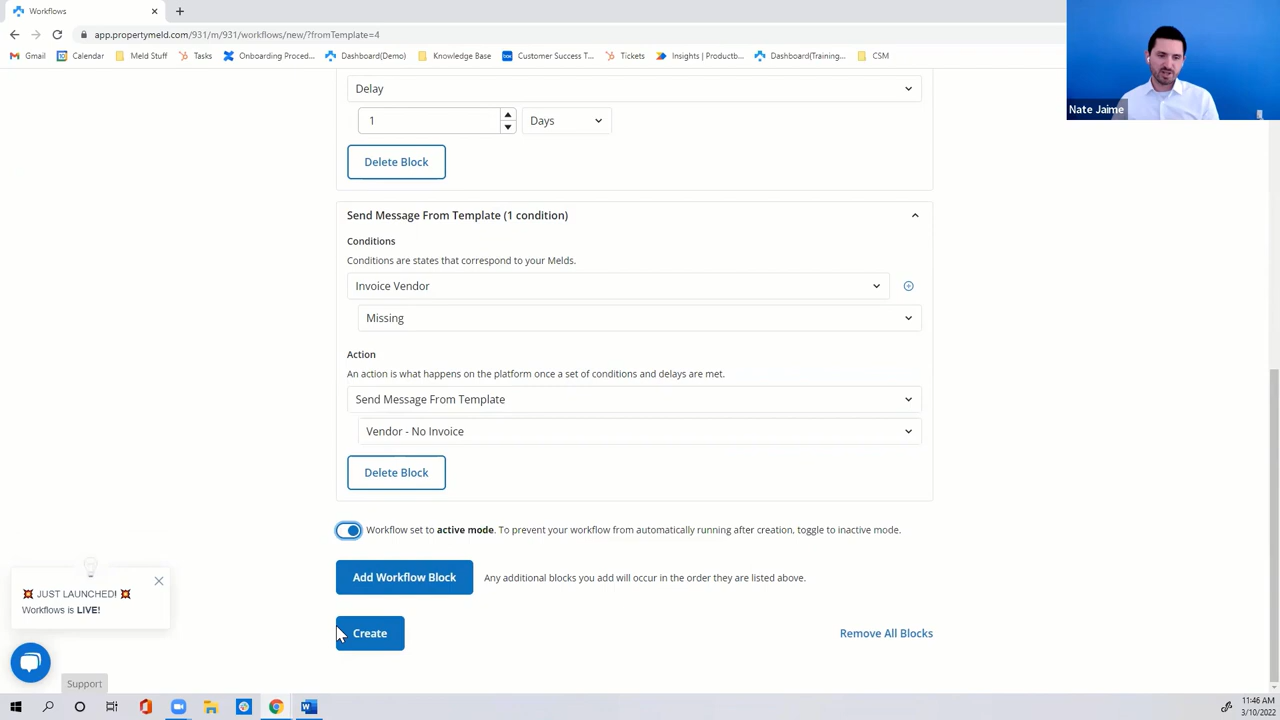 Workflows
app.propertymeld.com/931/m/931/workflows/new/?fromTemplate=4
Gmail
Calendar
Meld Stuff
Tasks
Onboarding Proced...
Dashboard(Demo)
Knowledge Base
Customer Success T...
Tickets
Insights | Productb...
Dashboard(Training...
CSM
Nate Jaime
Delay
1
Days
Delete Block
Send Message From Template (1 condition)
Conditions
Conditions are states that correspond to your Melds.
Invoice Vendor
Missing
Action
An action is what happens on the platform once a set of conditions and delays are met.
Send Message From Template
Vendor - No Invoice
Delete Block
Workflow set to active mode. To prevent your workflow from automatically running after creation, toggle to inactive mode.
Add Workflow Block
Any additional blocks you add will occur in the order they are listed above.
JUST LAUNCHED!
Workflows is LIVE!
Create
Remove All Blocks
Support
11:46 AM
3/10/2022